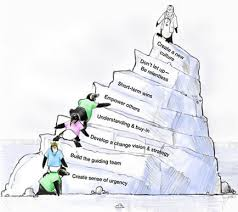 Create a new
culture
Don't let up—
Be relentless
Short-term wins
Empower others
Understanding & buy-in
Develop a change vision & strategy
Build the guiding team
Create sense of urgency